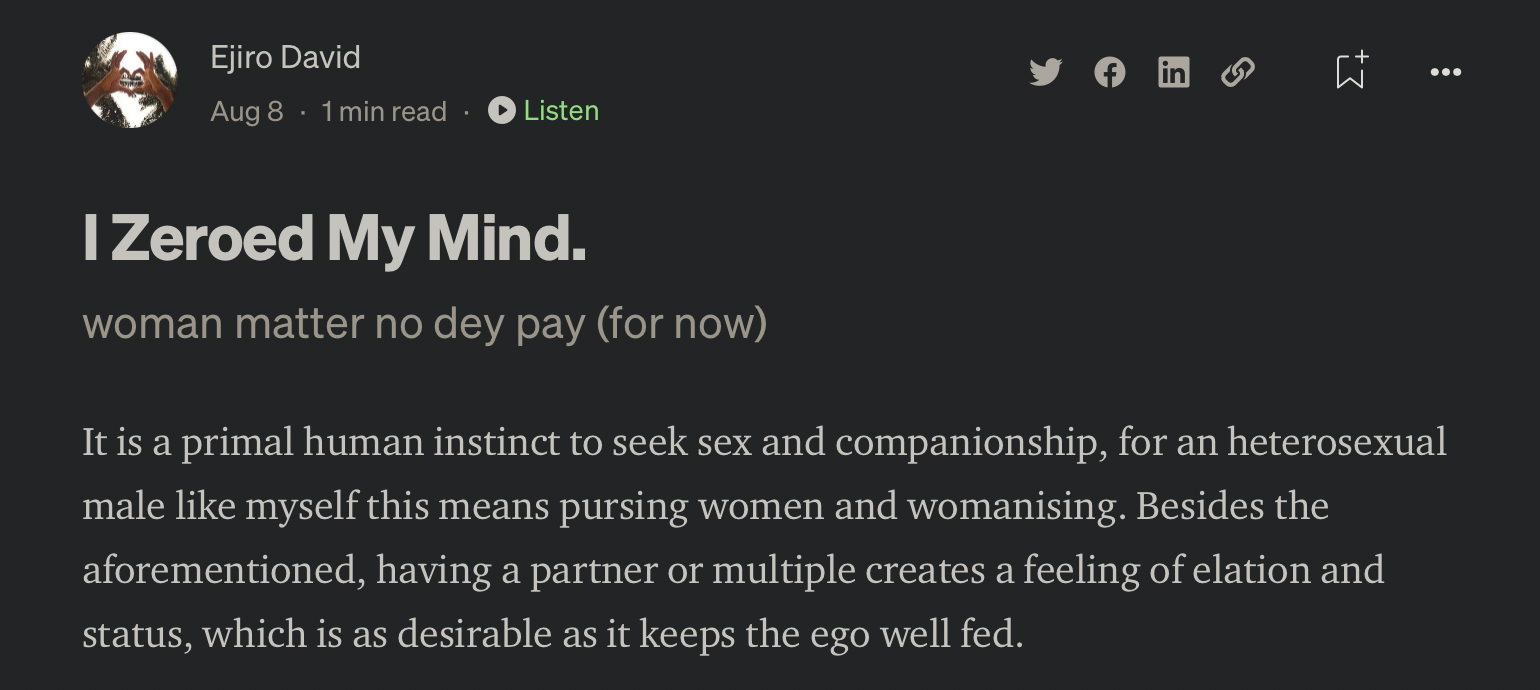 Ejiro David
Aug 8 · 1 min read · Listen
I Zeroed My Mind.
woman matter no dey pay (for now)
It is a primal human instinct to seek sex and companionship, for an heterosexual
male like myself this means pursing women and womanising. Besides the
aforementioned, having a partner or multiple creates a feeling of elation and
status, which is as desirable as it keeps the ego well fed.